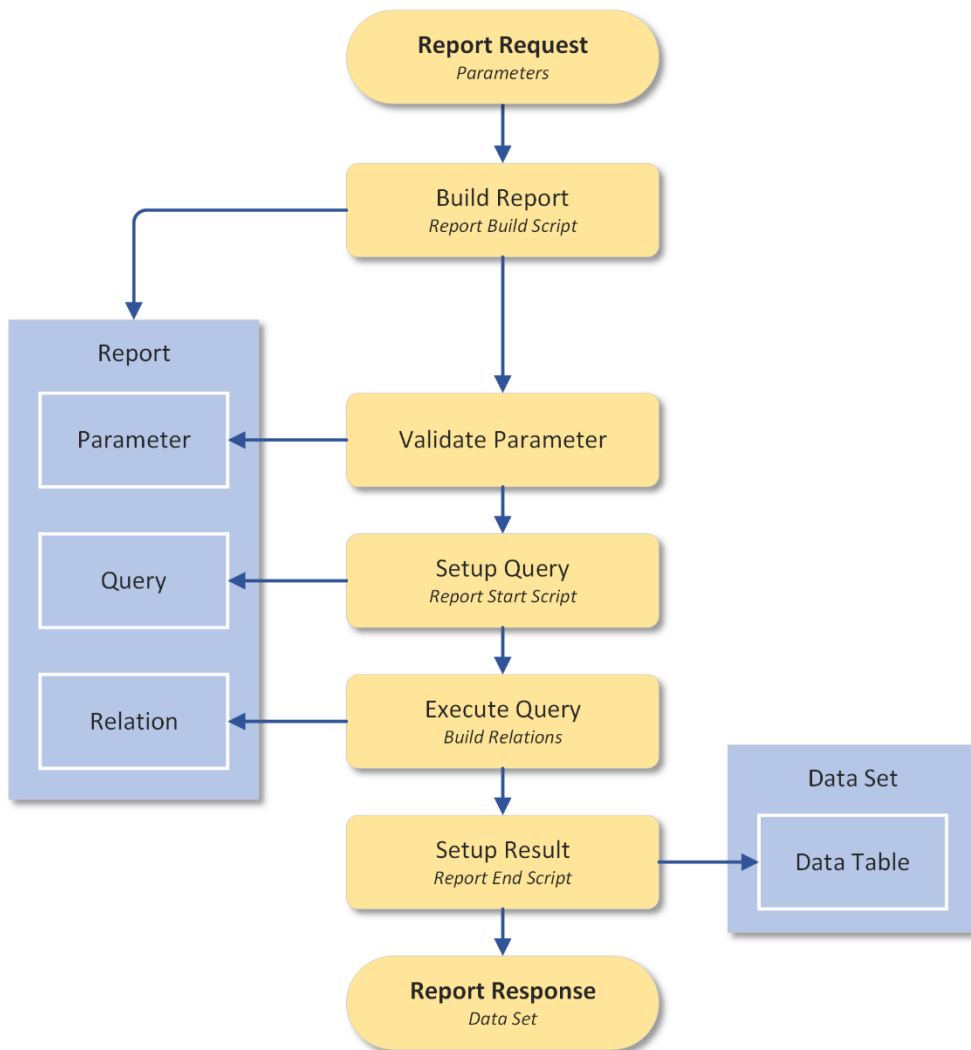 Report Request
Parameters
Build Report
Report Build Script
Report
Parameter
Validate Parameter
Query
Setup Query
Report Start Script
Relation
Execute Query
Build Relations
Data Set
Data Table
Setup Result
Report End Script
Report Response
Data Set